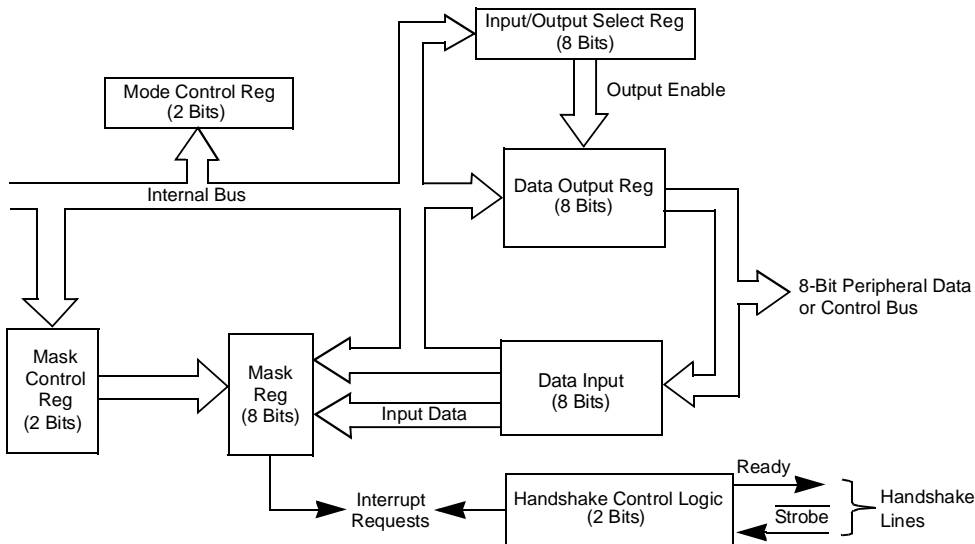 Input/Output Select Reg
(8 Bits)
Mode Control Reg
(2 Bits)
Output Enable
Internal Bus
Data Output Reg
(8 Bits)
8-Bit Peripheral Data
or Control Bus
Mask
Control
Reg
(2 Bits)
Mask
Reg
(8 Bits)
Input Data
Data Input
(8 Bits)
Interrupt
Requests
Handshake Control Logic
(2 Bits)
Ready
Strobe
Handshake
Lines